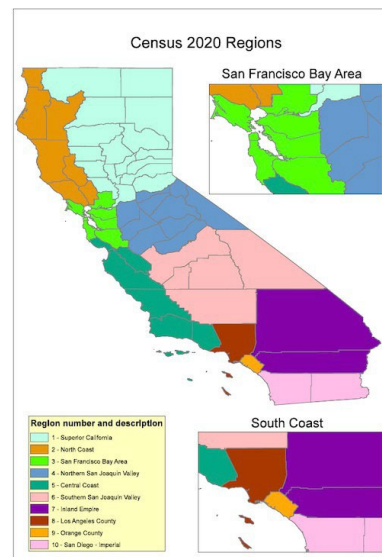 Census 2020 Regions
San Francisco Bay Area
South Coast
Region number and description
1 - Superior California
2 - North Coast
3 - San Francisco Bay Area
4 - Northern San Joaquin Valley
5 - Central Coast
6 - Southern San Joaquin Valley
7 - Inland Empire
8 - Los Angeles County
9 - Orange County
10 - San Diego - Imperial